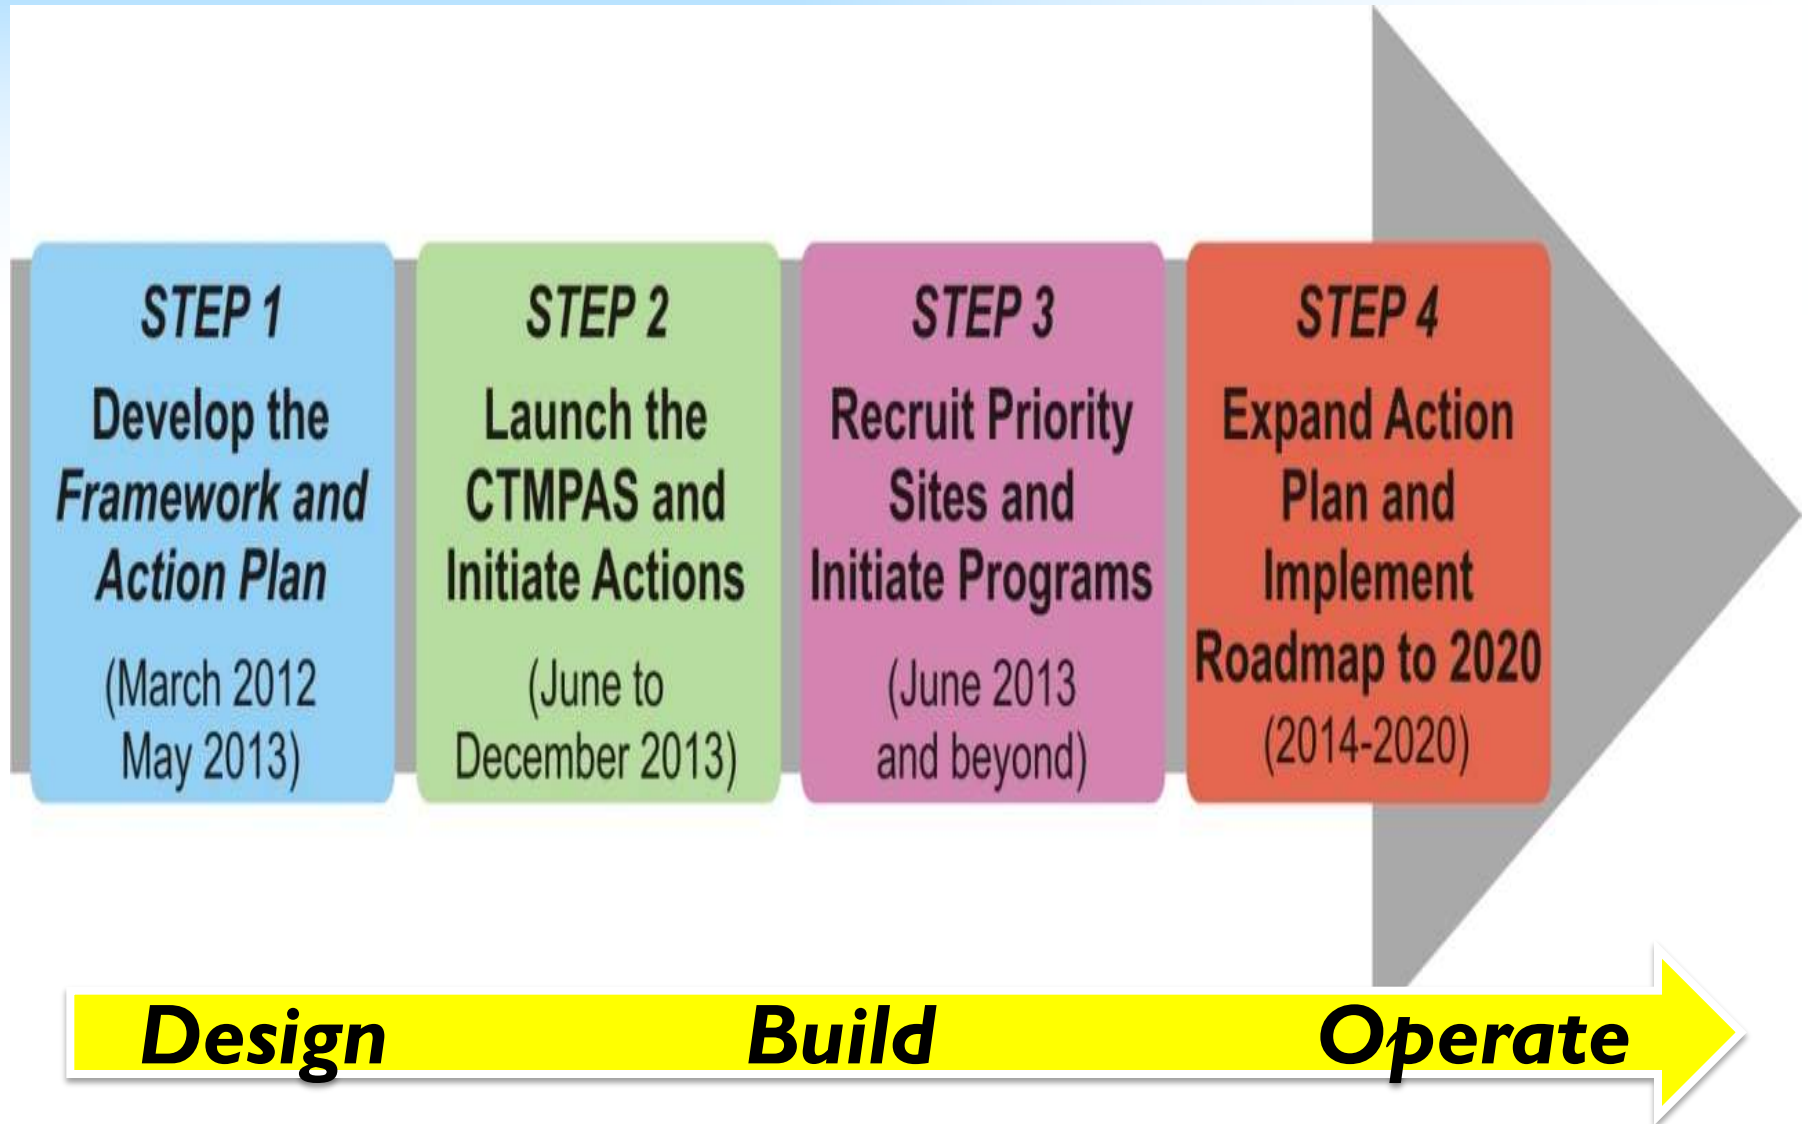 STEP 1
Develop the
Framework and
Action Plan
(March 2012
May 2013)
STEP 2
Launch the
CTMPAS and
Initiate Actions
(June to
December 2013)
STEP 3
Recruit Priority
Sites and
Initiate Programs
(June 2013
and beyond)
STEP 4
Expand Action
Plan and
Implement
Roadmap to 2020
(2014-2020)
Design Build Operate